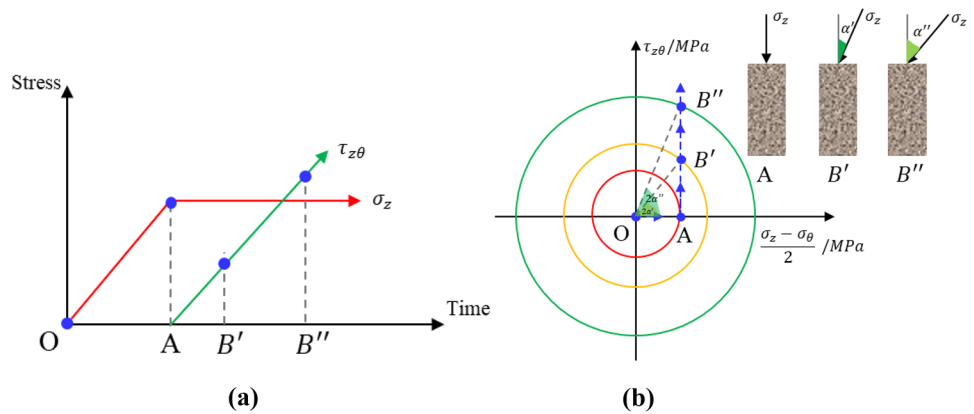 Stress
τzθ
σz
O
A
B′
B″
Time
(a)
τzθ/MPa
B″
B′
2α″
2α′
O
A
σz − σθ
2
/MPa
(b)
σz
α′
σz
α″
σz
A
B′
B″